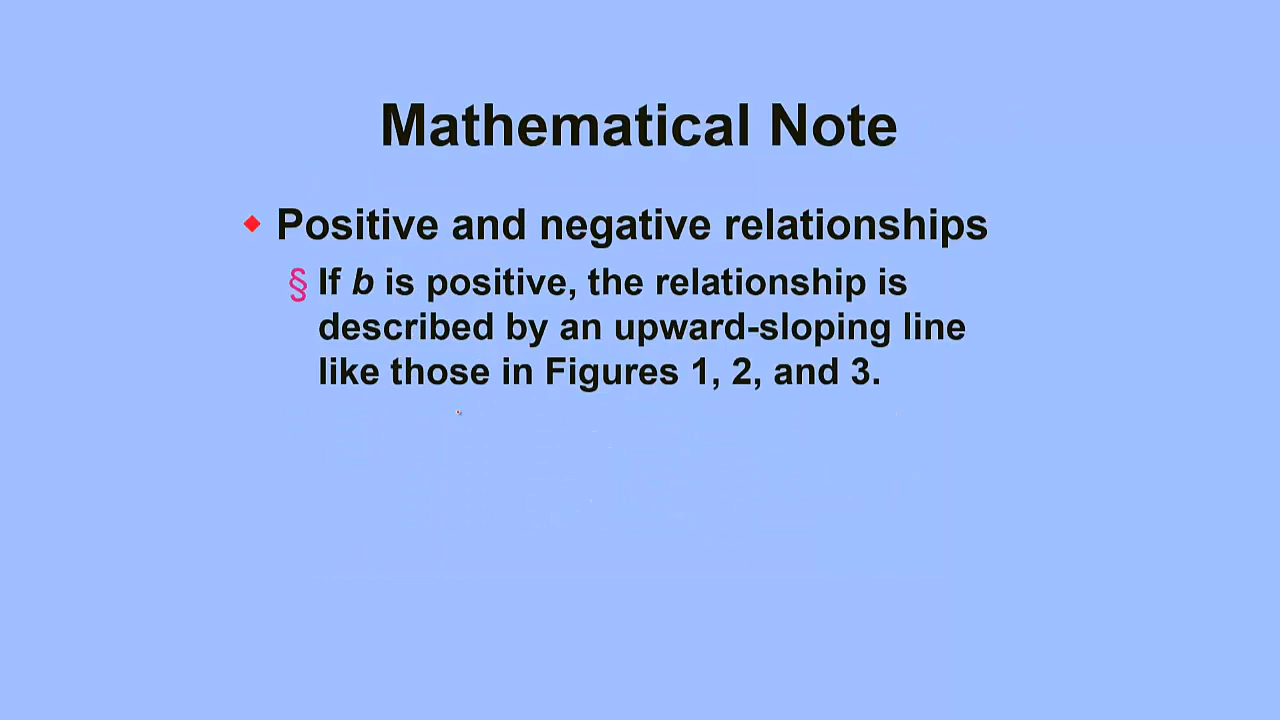 Mathematical Note
◆ Positive and negative relationships
§ If b is positive, the relationship is
described by an upward-sloping line
like those in Figures 1, 2, and 3.